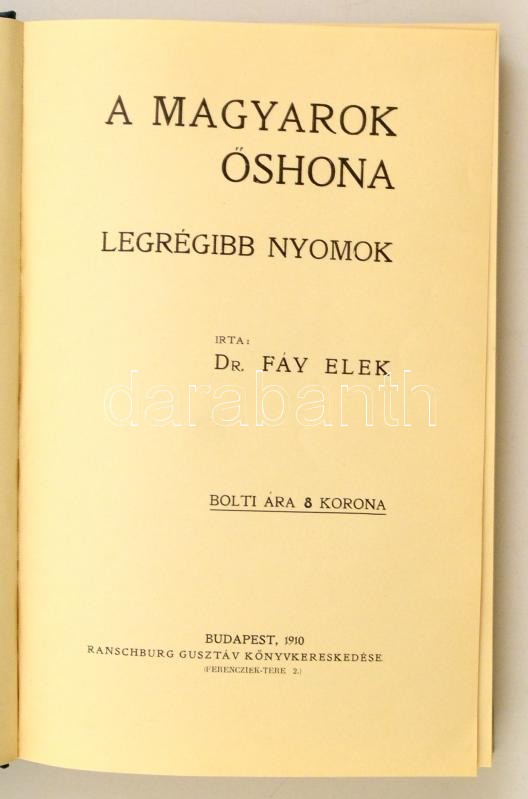 A MAGYAROK
ŐSHONA
LEGRÉGIBB NYOMOK
IRTA:
DR. FÁY ELEK
darabanth
BOLTI ÁRA 8 KORONA
BUDAPEST, 1910
RANSCHBURG GUSZTÁV KÖNYVKERESKEDÉSE
(FERENCZIEK-TERE 2.)